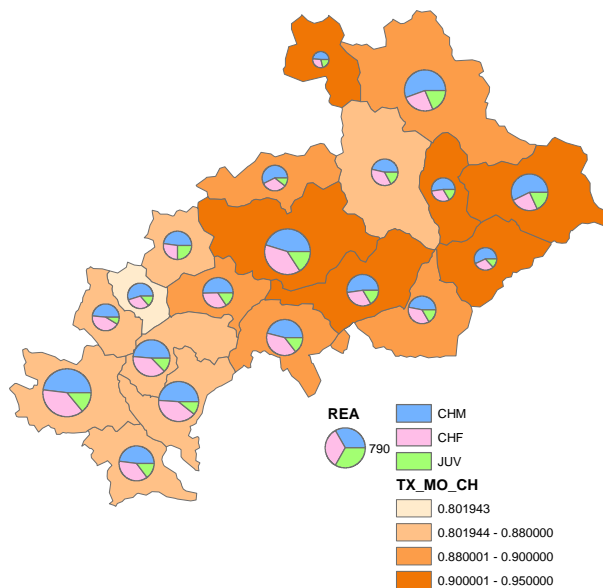 REA
790
CHM
CHF
JUV
TX_MO_CH
0.801943
0.801944 - 0.880000
0.880001 - 0.900000
0.900001 - 0.950000